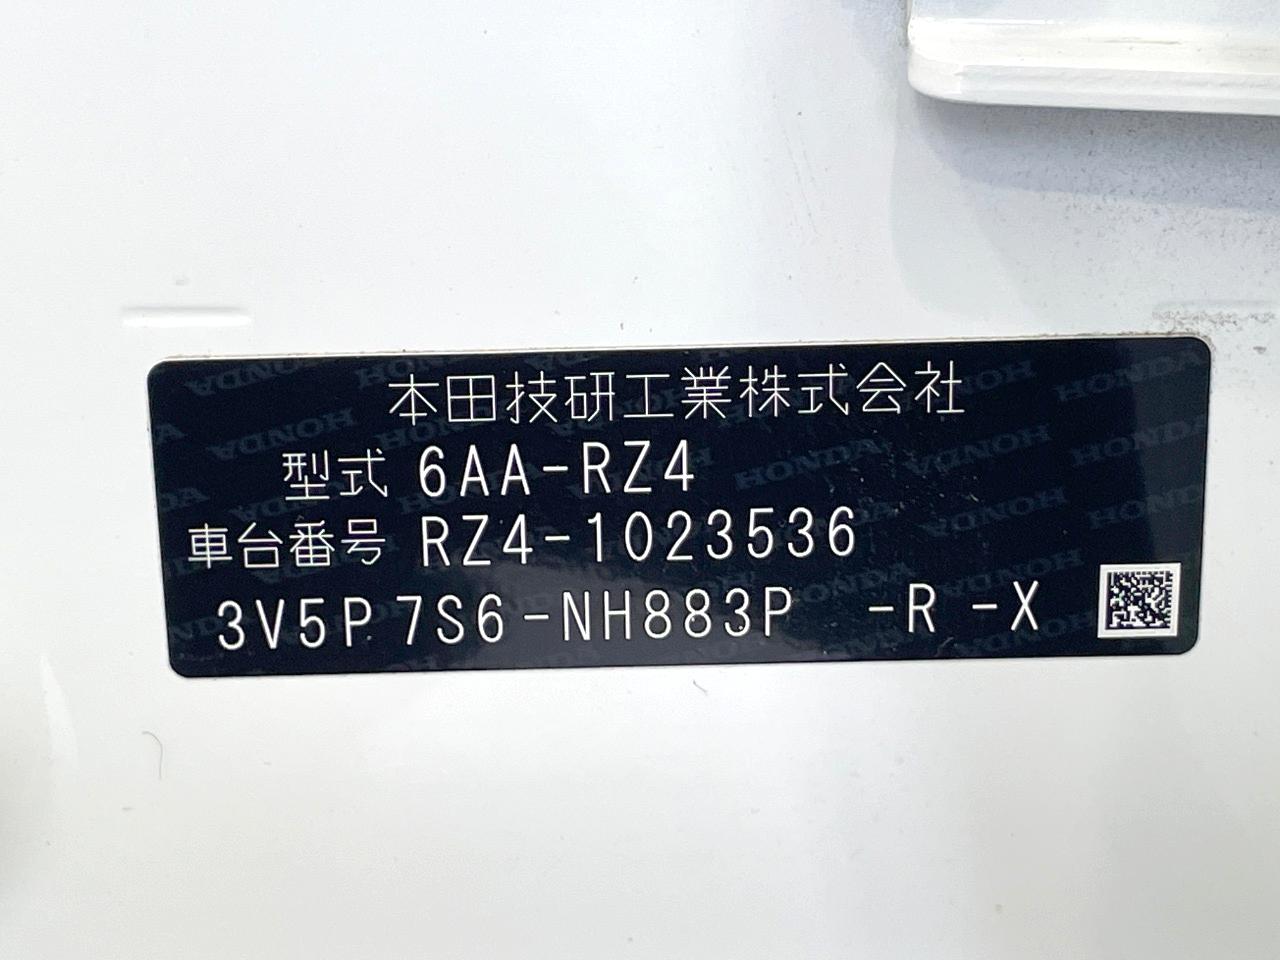 本田技研工業株式会社
型式 6AA-RZ4
車台番号 RZ4-1023536
3V5P 7S6-NH883P -R -X